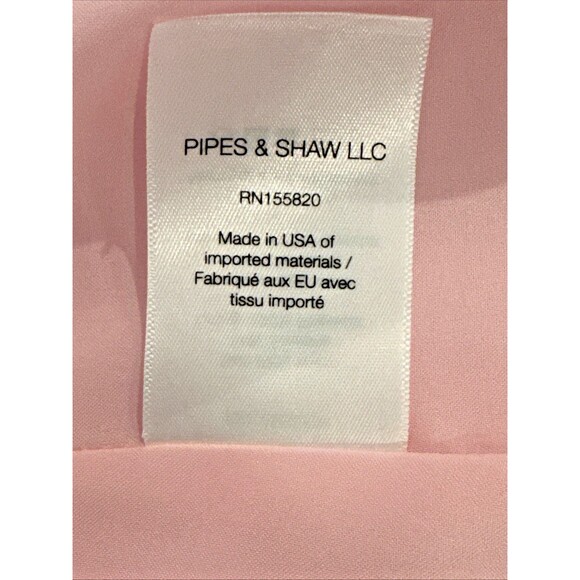 PIPES & SHAW LLC
RN155820
Made in USA of
imported materials /
Fabriqué aux EU avec
tissu importé